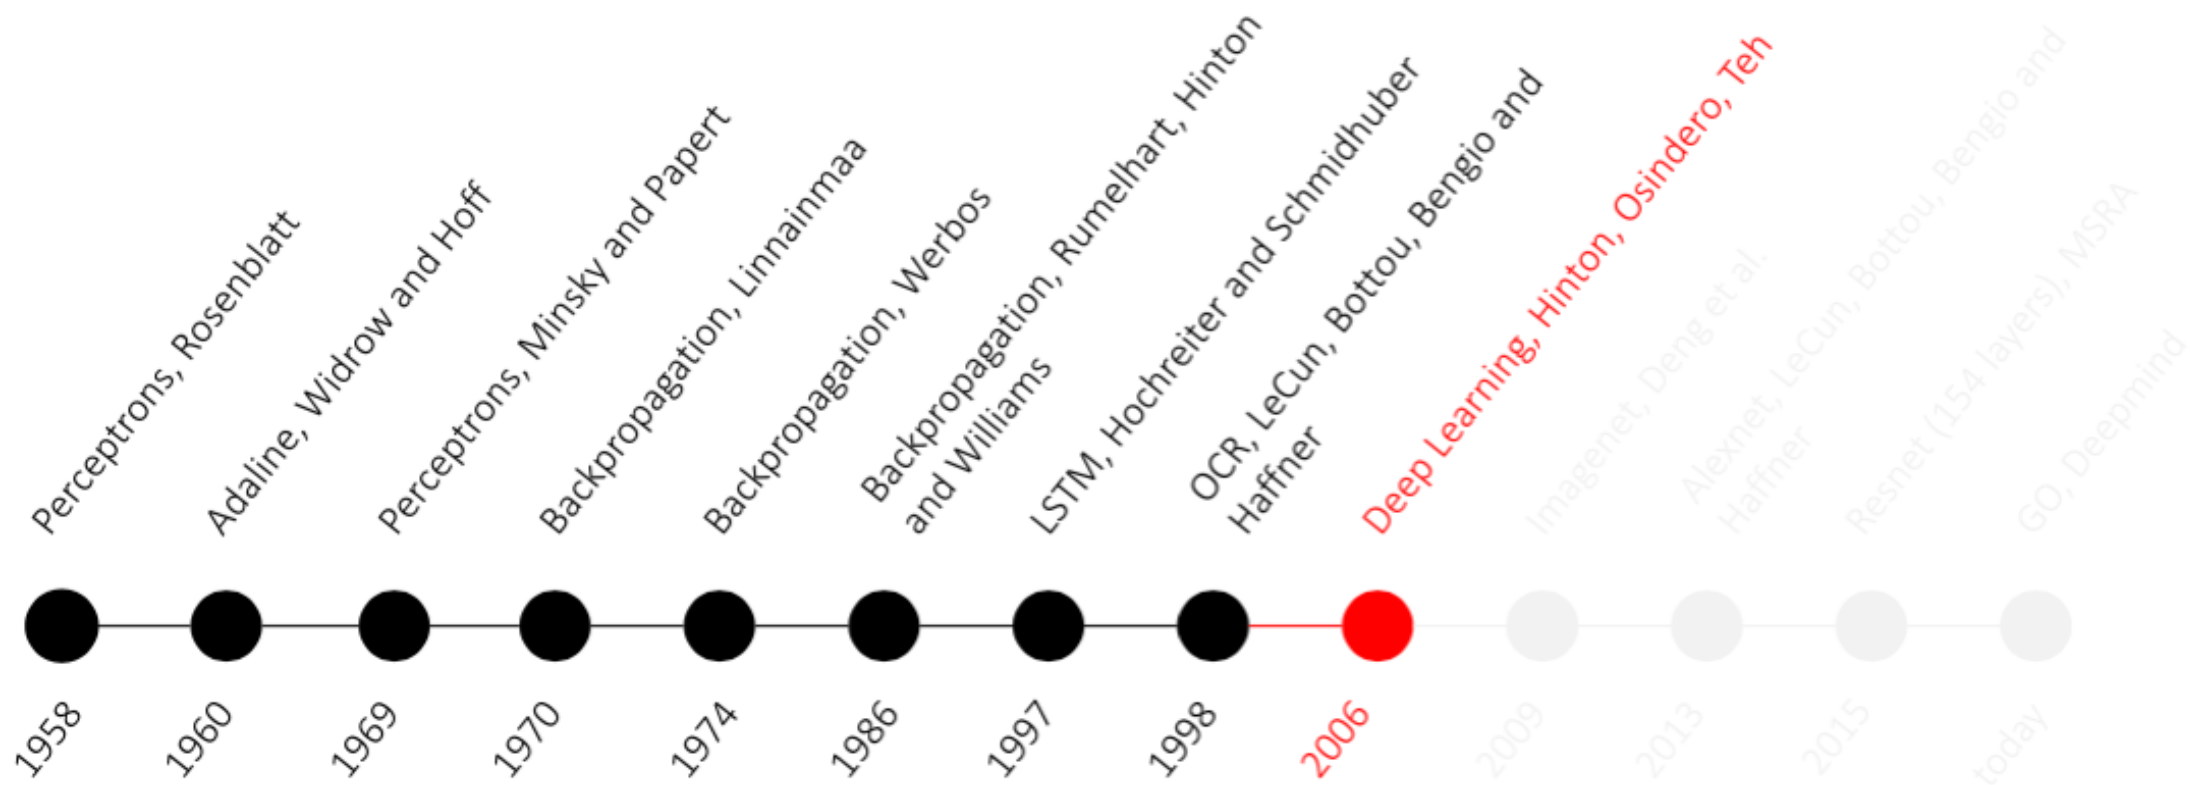 Perceptrons, Rosenblatt
Adaline, Widrow and Hoff
Perceptrons, Minsky and Papert
Backpropagation, Linnainmaa
Backpropagation, Werbos
Backpropagation, Rumelhart, Hinton
and Williams
LSTM, Hochreiter and Schmidhuber
OCR, LeCun, Bottou, Bengio and
Haffner
Deep Learning, Hinton, Osindero, Teh
Imagenet, Deng et al.
Alexnet, LeCun, Bottou, Bengio and
Haffner
Resnet (154 layers), MSRA
GO, Deepmind
1958
1960
1969
1970
1974
1986
1997
1998
2006
2009
2013
2015
today